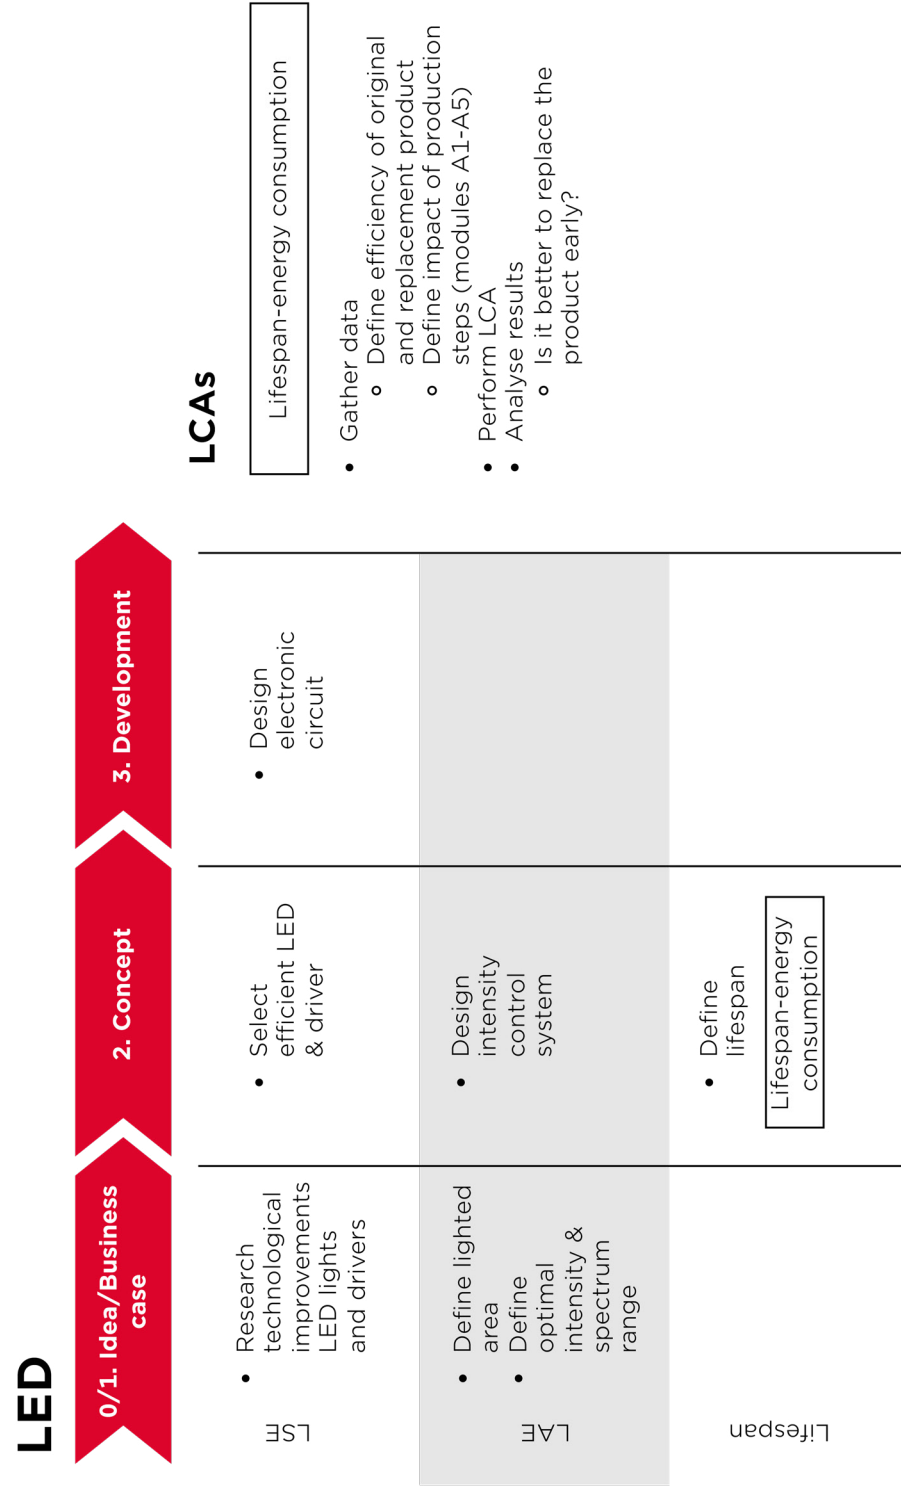 LED
0/1. Idea/Business
case
2. Concept
3. Development
LSE
• Research
technological
improvements
LED lights
and drivers
• Select
efficient LED
& driver
• Design
electronic
circuit
LAE
• Define lighted
area
• Define
optimal
intensity &
spectrum
range
• Design
intensity
control
system
Lifespan
• Define
lifespan
Lifespan-energy
consumption
LCAs
Lifespan-energy consumption
• Gather data
o Define efficiency of original
and replacement product
o Define impact of production
steps (modules A1-A5)
• Perform LCA
• Analyse results
o Is it better to replace the
product early?